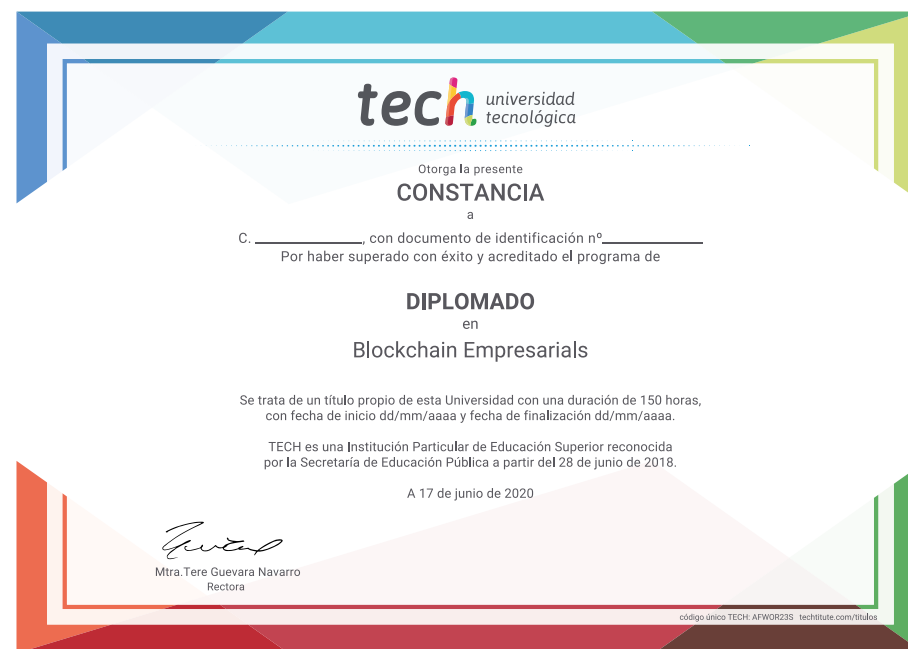 tech universidad
tecnológica
Otorga la presente
CONSTANCIA
a
C. ____________, con documento de identificación nº____________
Por haber superado con éxito y acreditado el programa de
DIPLOMADO
en
Blockchain Empresarials
Se trata de un título propio de esta Universidad con una duración de 150 horas,
con fecha de inicio dd/mm/aaaa y fecha de finalización dd/mm/aaaa.
TECH es una Institución Particular de Educación Superior reconocida
por la Secretaría de Educación Pública a partir del 28 de junio de 2018.
A 17 de junio de 2020
Mtra.Tere Guevara Navarro
Rectora
código único TECH: AFWOR23S techtitute.com/titulos